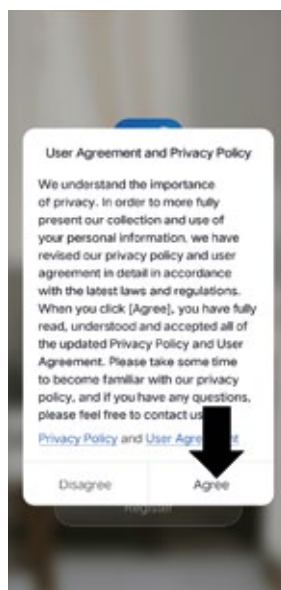 User Agreement and Privacy Policy
We understand the importance
of privacy. In order to more fully
present our collection and use of
your personal information, we have
revised our privacy policy and user
agreement in detail in accordance
with the latest laws and regulations.
When you click [Agree], you have fully
read, understood and accepted all of
the updated Privacy Policy and User
Agreement. Please take some time
to become familiar with our privacy
policy, and if you have any questions,
please feel free to contact us
Privacy Policy and User
Disagree
Agree
Register